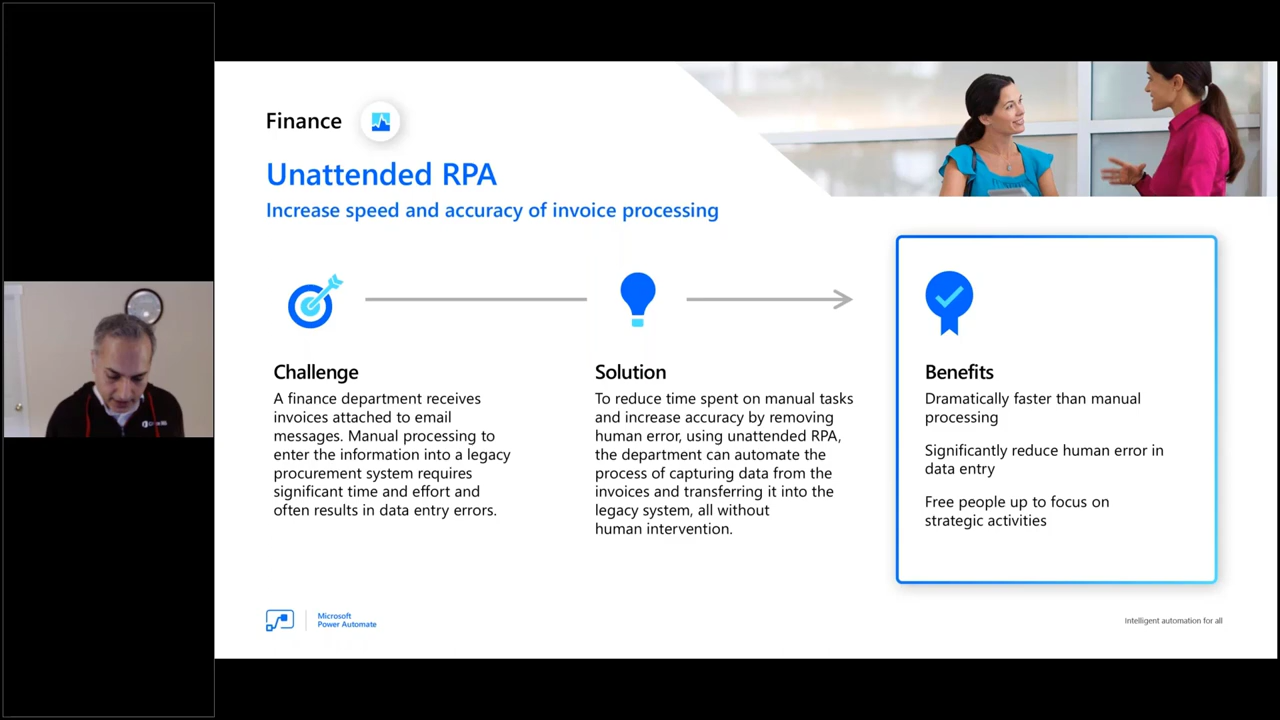 Finance
Unattended RPA
Increase speed and accuracy of invoice processing
Challenge
A finance department receives
invoices attached to email
messages. Manual processing to
enter the information into a legacy
procurement system requires
significant time and effort and
often results in data entry errors.
Solution
To reduce time spent on manual tasks
and increase accuracy by removing
human error, using unattended RPA,
the department can automate the
process of capturing data from the
invoices and transferring it into the
legacy system, all without
human intervention.
Benefits
Dramatically faster than manual
processing
Significantly reduce human error in
data entry
Free people up to focus on
strategic activities
Microsoft
Power Automate
Intelligent automation for all